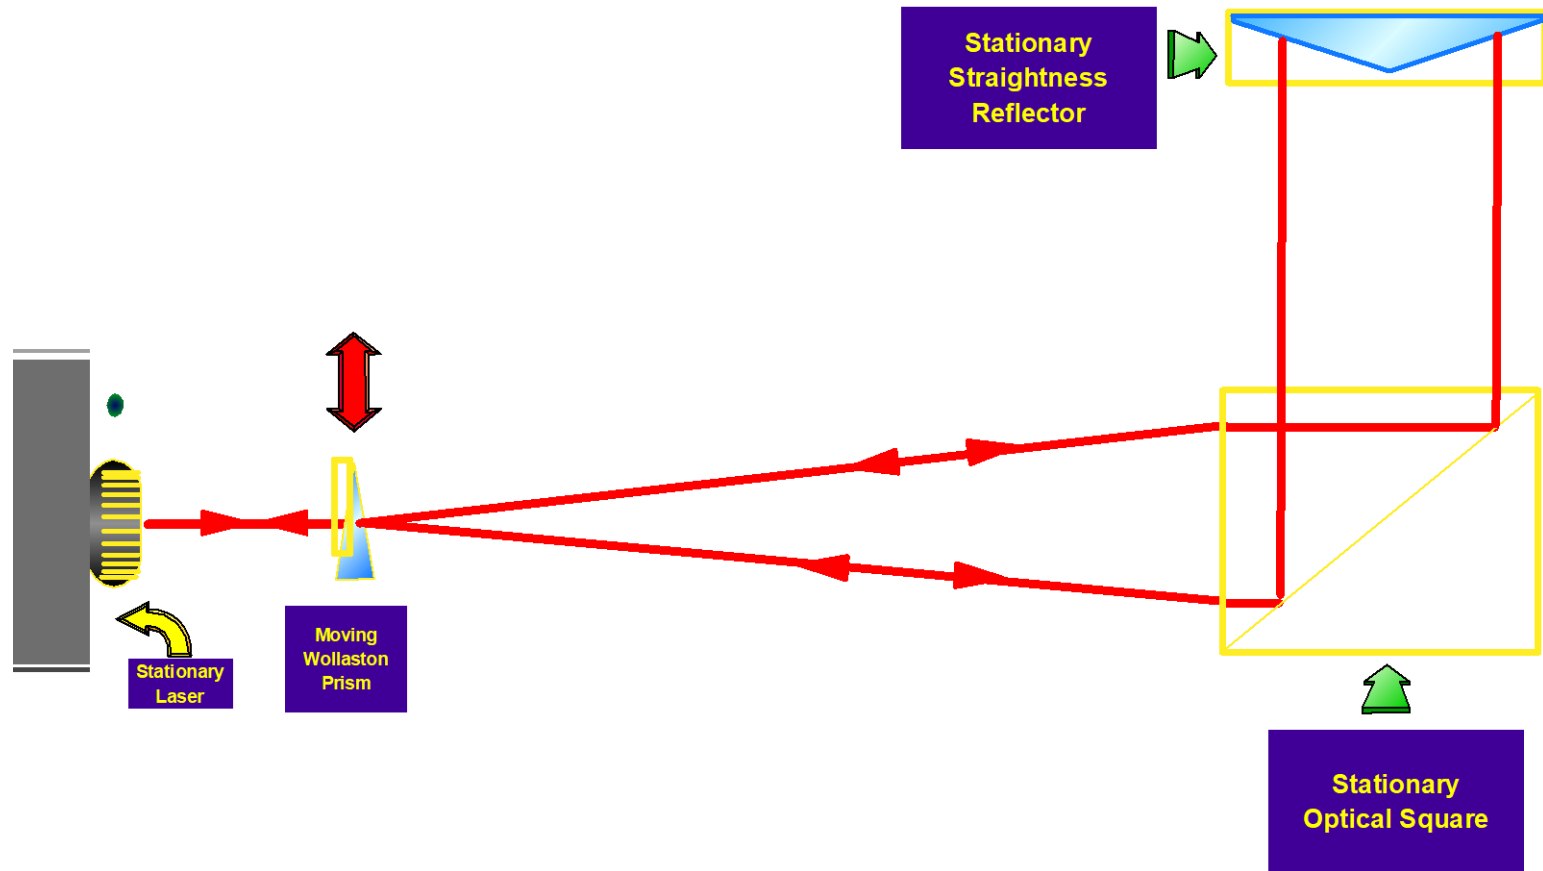 Stationary
Straightness
Reflector
Stationary
Laser
Moving
Wollaston
Prism
Stationary
Optical Square